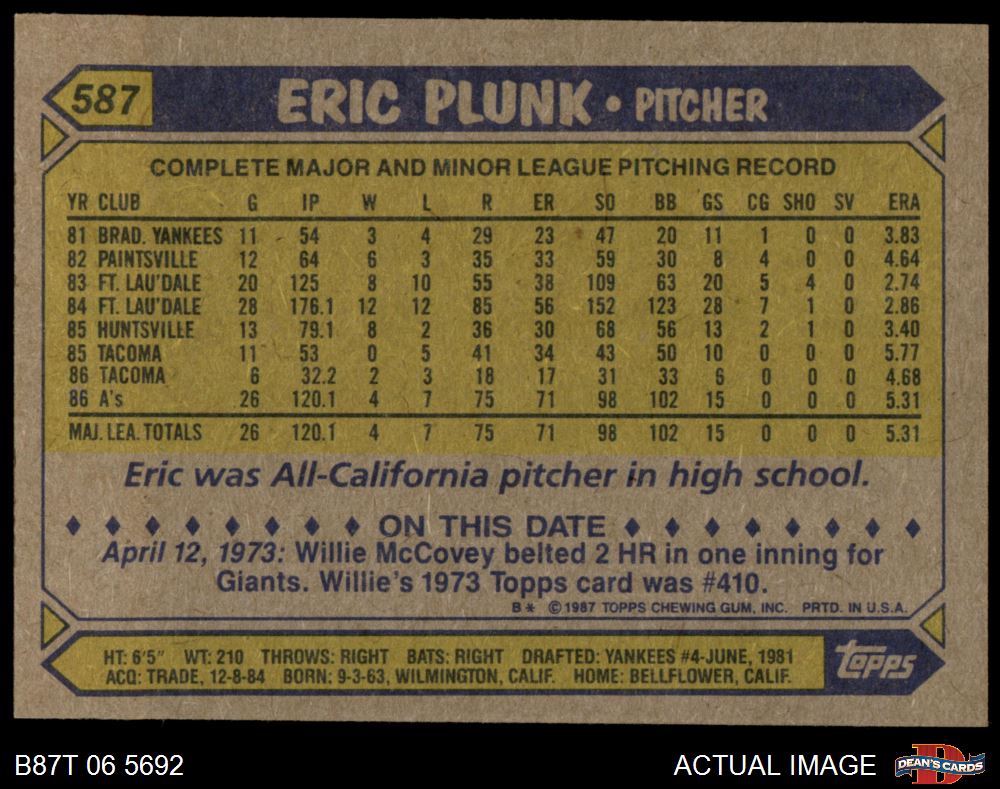 587 ERIC PLUNK • PITCHER
COMPLETE MAJOR AND MINOR LEAGUE PITCHING RECORD
YR CLUB G IP W L R ER SO BB GS CG SHO SV ERA
81 BRAD. YANKEES 11 54 3 4 29 23 47 20 11 1 0 0 3.83
82 PAINTSVILLE 12 64 6 3 35 33 59 30 8 4 0 0 4.64
83 FT. LAU'DALE 20 125 8 10 55 38 109 63 20 5 4 0 2.74
84 FT. LAU'DALE 28 176.1 12 12 85 56 152 123 28 7 1 0 2.86
85 HUNTSVILLE 13 79.1 8 2 36 30 68 56 13 2 1 0 3.40
85 TACOMA 11 53 0 5 41 34 43 50 10 0 0 0 5.77
86 TACOMA 6 32.2 2 3 18 17 31 33 6 0 0 0 4.68
86 A's 26 120.1 4 7 75 71 98 102 15 0 0 0 5.31
MAJ. LEA. TOTALS 26 120.1 4 7 75 71 98 102 15 0 0 0 5.31
Eric was All-California pitcher in high school.
ON THIS DATE
April 12, 1973: Willie McCovey belted 2 HR in one inning for
Giants. Willie's 1973 Topps card was #410.
B* © 1987 TOPPS CHEWING GUM, INC. PRTD. IN U.S.A.
HT: 6'5" WT: 210 THROWS: RIGHT BATS: RIGHT DRAFTED: YANKEES #4-JUNE, 1981
ACQ: TRADE, 12-8-84 BORN: 9-3-63, WILMINGTON, CALIF. HOME: BELLFLOWER, CALIF.
topps
B87T 06 5692 ACTUAL IMAGE
D
DEAN'S CARDS